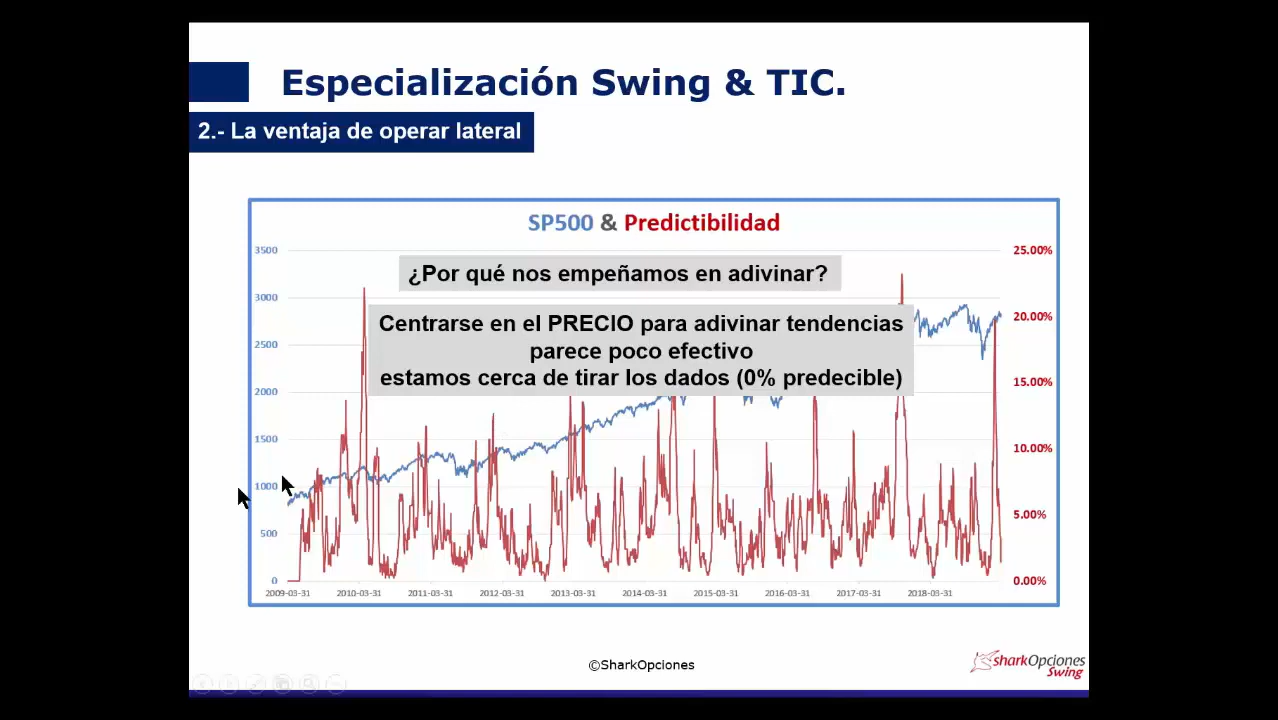 Especialización Swing & TIC.
2.- La ventaja de operar lateral
SP500 & Predictibilidad
3500
3000
2500
2000
1500
1000
500
0
25.00%
20.00%
15.00%
10.00%
5.00%
0.00%
¿Por qué nos empeñamos en adivinar?
Centrarse en el PRECIO para adivinar tendencias
parece poco efectivo
estamos cerca de tirar los dados (0% predecible)
2009-03-31 2010-03-31 2011-03-31 2012-03-31 2013-03-31 2014-03-31 2015-03-31 2016-03-31 2017-03-31 2018-03-31
©SharkOpciones
sharkOpciones
Swing